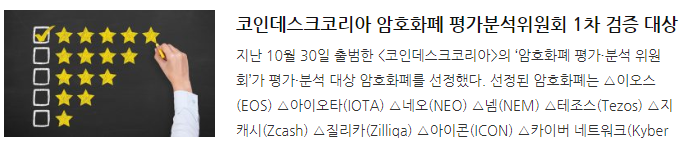 코인데스크코리아 암호화폐 평가분석위원회 1차 검증 대상
지난 10월 30일 출범한 <코인데스크코리아>의 ‘암호화폐 평가·분석 위원
회’가 평가·분석 대상 암호화폐를 선정했다. 선정된 암호화폐는 △이오스
(EOS) △아이오타(IOTA) △네오(NEO) △넴(NEM) △테조스(Tezos) △지
캐시(Zcash) △질리카(Zilliqa) △아이콘(ICON) △카이버 네트워크(Kyber